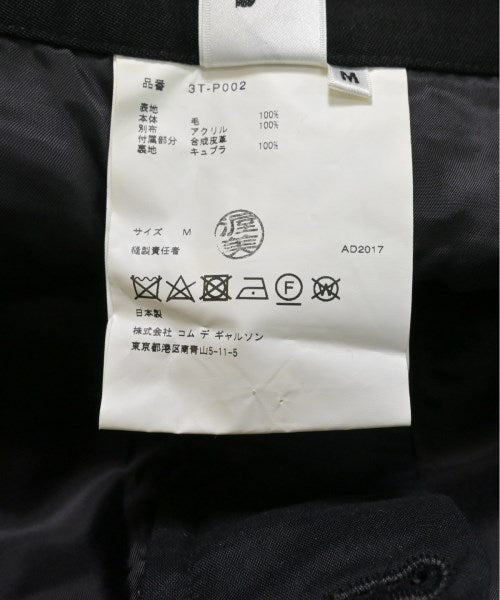 M
品番 3T-P002
表地
本体 毛 100%
別布 アクリル 100%
付属部分 合成皮革
裏地 キュプラ 100%
サイズ M
縫製責任者 渥美 AD2017
F W
日本製
株式会社 コム デ ギャルソン
東京都港区南青山5-11-5